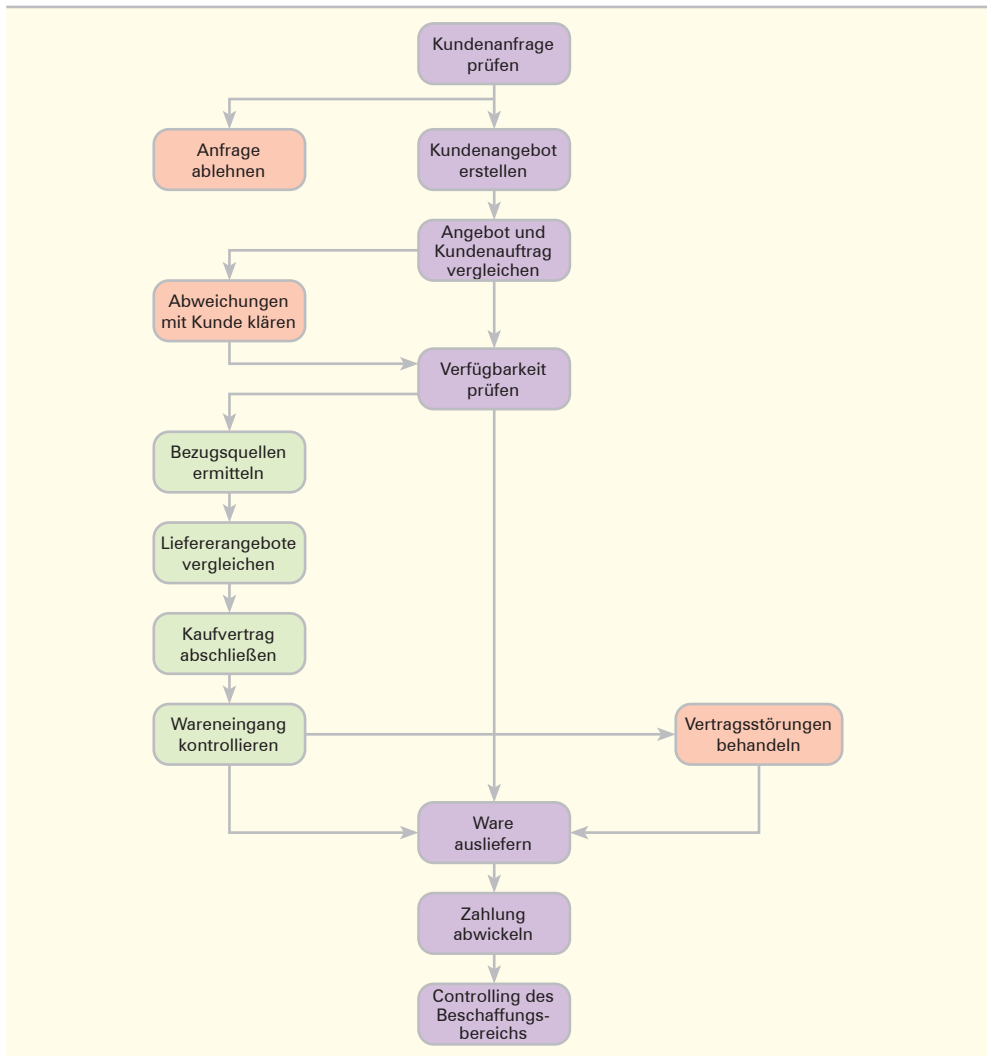 Kundenanfrage
prüfen
Anfrage
ablehnen
Kundenangebot
erstellen
Angebot und
Kundenauftrag
vergleichen
Abweichungen
mit Kunde klären
Verfügbarkeit
prüfen
Bezugsquellen
ermitteln
Liefererangebote
vergleichen
Kaufvertrag
abschließen
Wareneingang
kontrollieren
Vertragsstörungen
behandeln
Ware
ausliefern
Zahlung
abwickeln
Controlling des
Beschaffungs-
bereichs